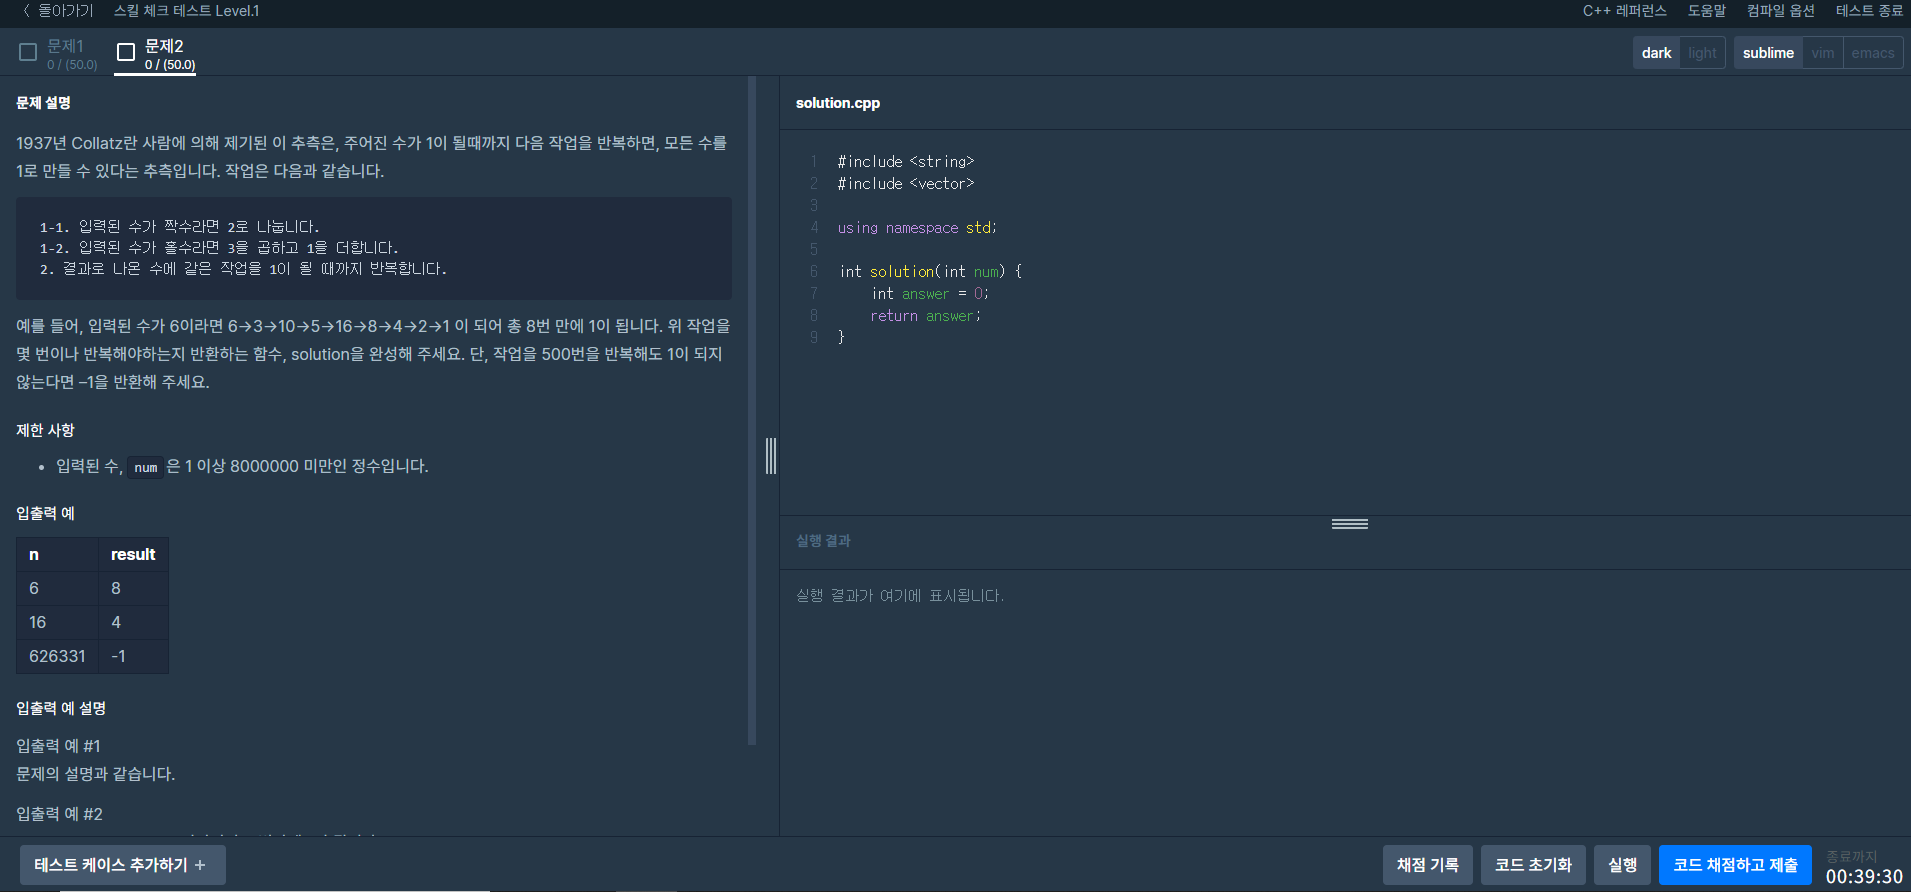 〈 돌아가기 스킬 체크 테스트 Level.1 C++ 레퍼런스 도움말 컴파일 옵션 테스트 종료
문제1 문제2
0 / (50.0) 0 / (50.0)
dark light sublime vim emacs
문제 설명
1937년 Collatz란 사람에 의해 제기된 이 추측은, 주어진 수가 1이 될때까지 다음 작업을 반복하면, 모든 수를
1로 만들 수 있다는 추측입니다. 작업은 다음과 같습니다.
1-1. 입력된 수가 짝수라면 2로 나눕니다.
1-2. 입력된 수가 홀수라면 3을 곱하고 1을 더합니다.
2. 결과로 나온 수에 같은 작업을 1이 될 때까지 반복합니다.
예를 들어, 입력된 수가 6이라면 6→3→10→5→16→8→4→2→1 이 되어 총 8번 만에 1이 됩니다. 위 작업을
몇 번이나 반복해야하는지 반환하는 함수, solution을 완성해 주세요. 단, 작업을 500번을 반복해도 1이 되지
않는다면 –1을 반환해 주세요.
제한 사항
• 입력된 수, num 은 1 이상 8000000 미만인 정수입니다.
입출력 예
n result
6 8
16 4
626331 -1
입출력 예 설명
입출력 예 #1
문제의 설명과 같습니다.
입출력 예 #2
solution.cpp
1 #include <string>
2 #include <vector>
3
4 using namespace std;
5
6 int solution(int num) {
7 int answer = 0;
8 return answer;
9 }
실행 결과
실행 결과가 여기에 표시됩니다.
테스트 케이스 추가하기 + 채점 기록 코드 초기화 실행 코드 채점하고 제출 종료까지
00:39:30